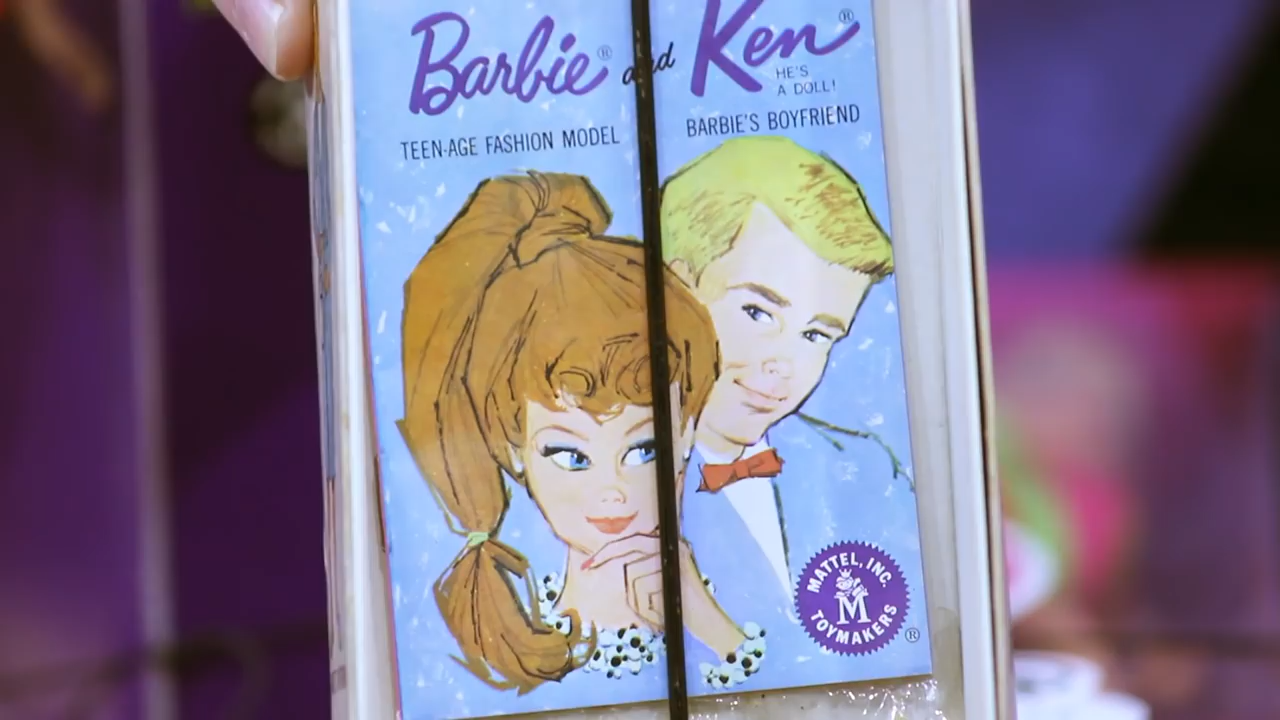 Barbie® and Ken®
HE'S
A DOLL!
TEEN-AGE FASHION MODEL
BARBIE'S BOYFRIEND
MATTEL, INC.
M
TOYMAKERS
®